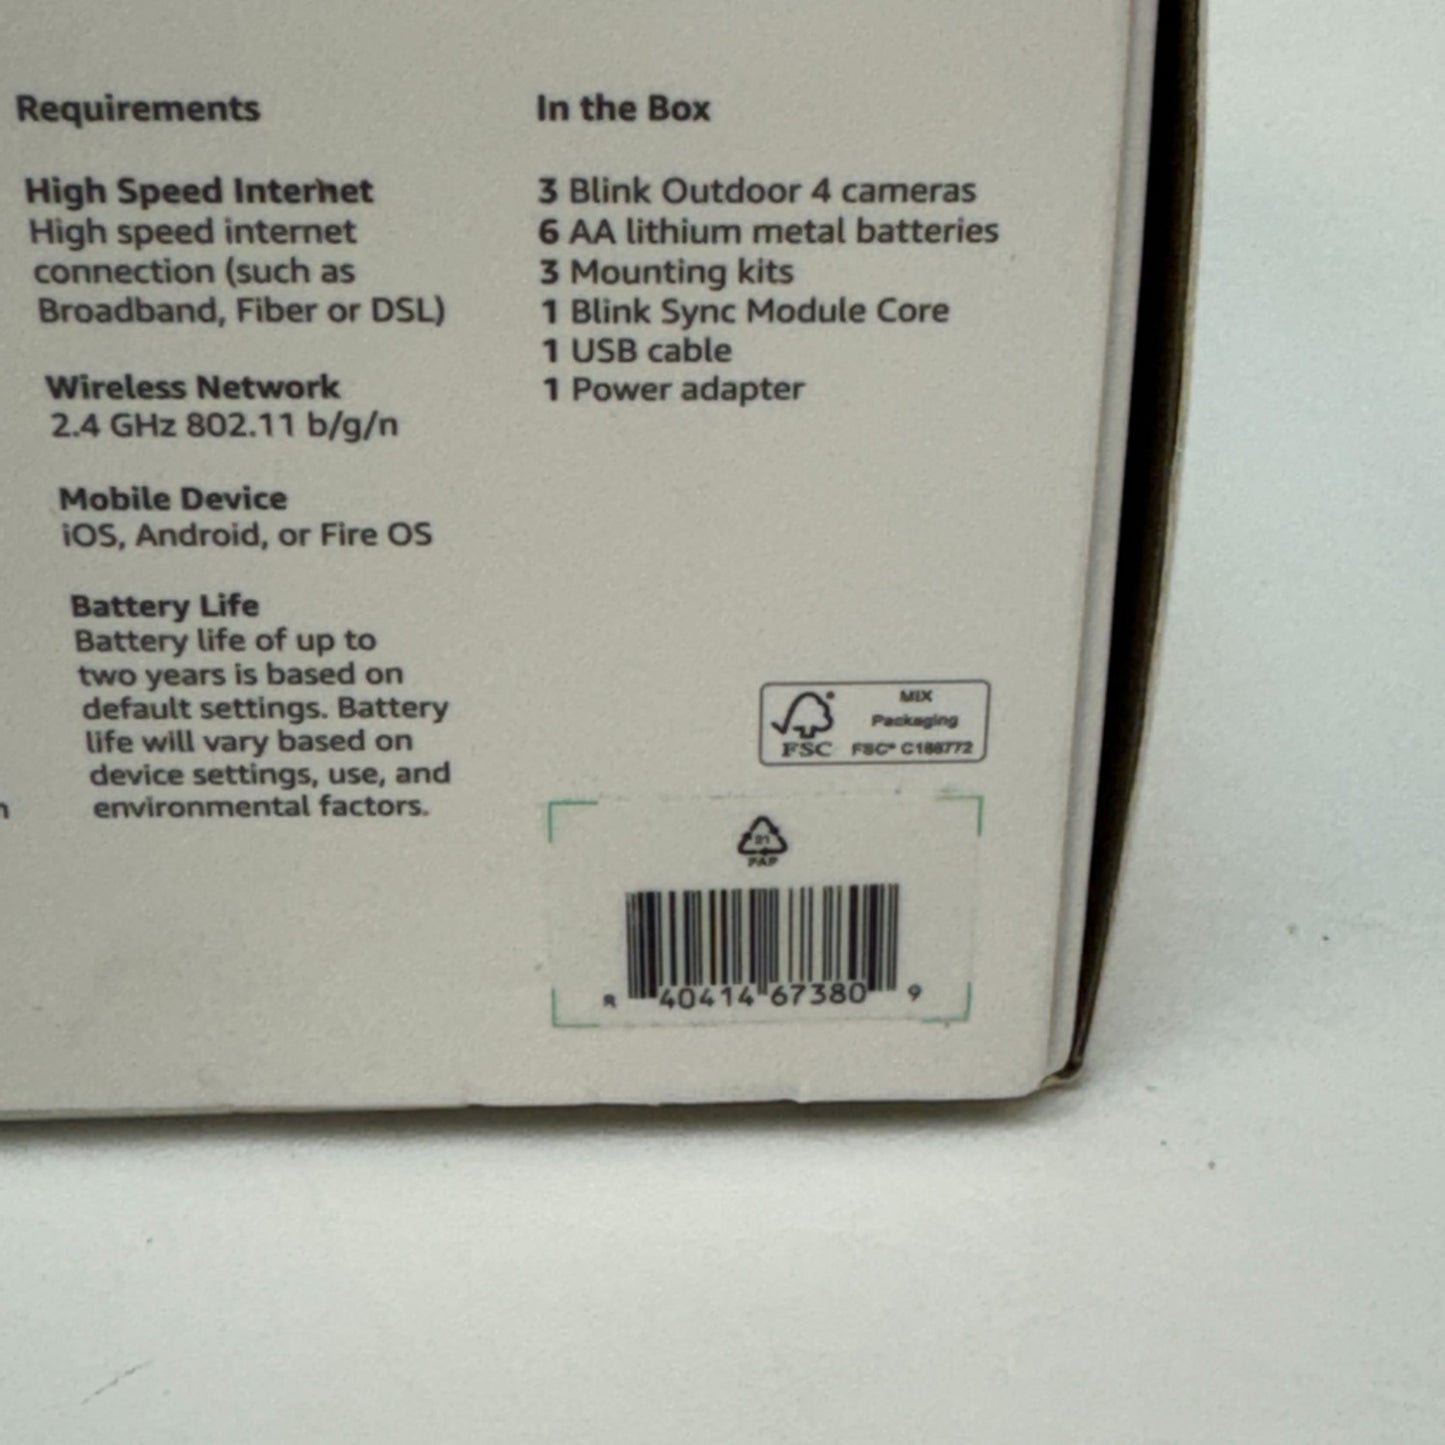 Requirements
High Speed Internet
High speed internet
connection (such as
Broadband, Fiber or DSL)
Wireless Network
2.4 GHz 802.11 b/g/n
Mobile Device
iOS, Android, or Fire OS
Battery Life
Battery life of up to
two years is based on
default settings. Battery
life will vary based on
device settings, use, and
environmental factors.
In the Box
3 Blink Outdoor 4 cameras
6 AA lithium metal batteries
3 Mounting kits
1 Blink Sync Module Core
1 USB cable
1 Power adapter
MIX
Packaging
FSC FSC® C188772
PAP
40414 67380 9